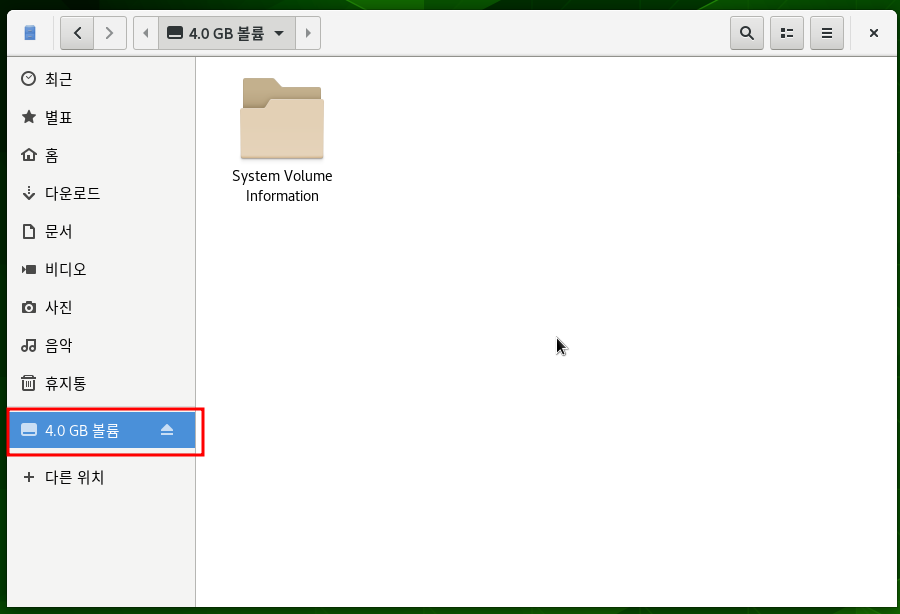 4.0 GB 볼륨
최근
별표
홈
다운로드
문서
비디오
사진
음악
휴지통
4.0 GB 볼륨
다른 위치
System Volume
Information